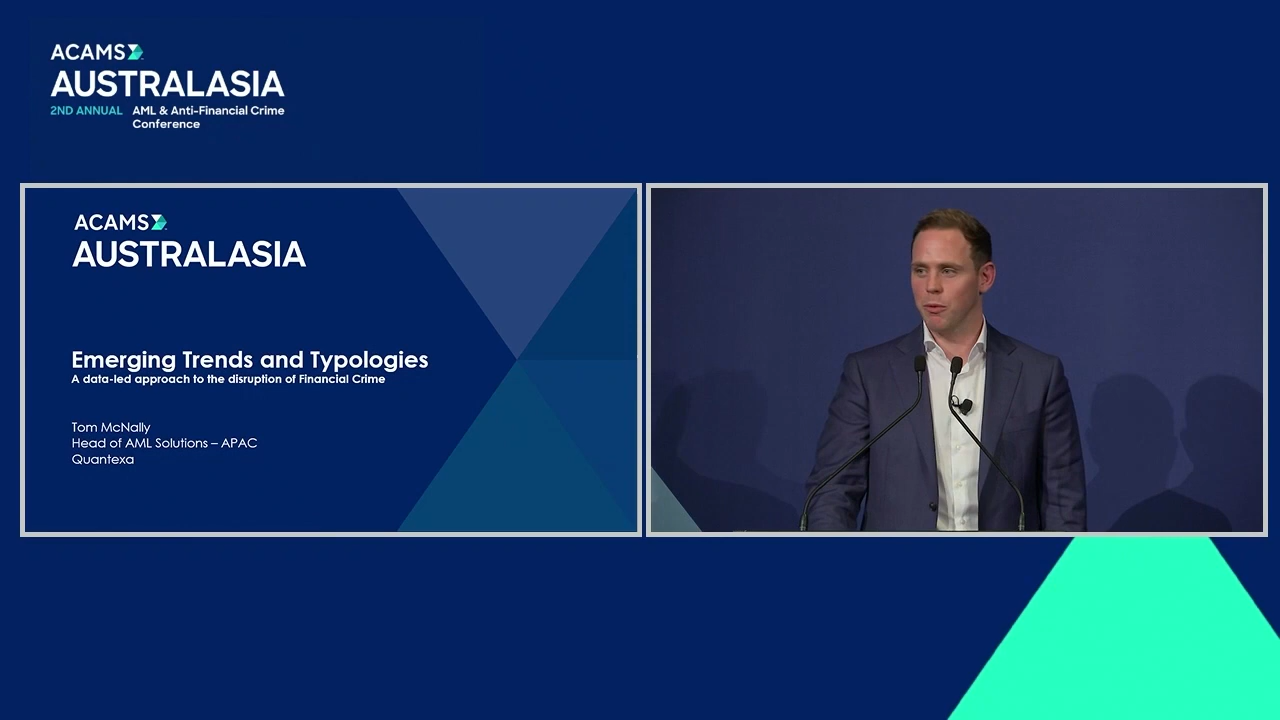 ACAMS
AUSTRALASIA
2ND ANNUAL AML & Anti-Financial Crime
Conference
ACAMS
AUSTRALASIA
Emerging Trends and Typologies
A data-led approach to the disruption of Financial Crime
Tom McNally
Head of AML Solutions – APAC
Quantexa